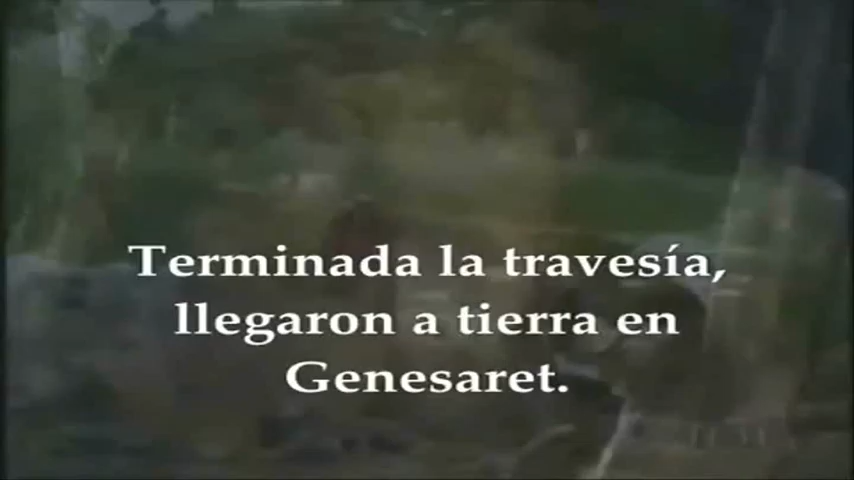 Terminada la travesía,
llegaron a tierra en
Genesaret.